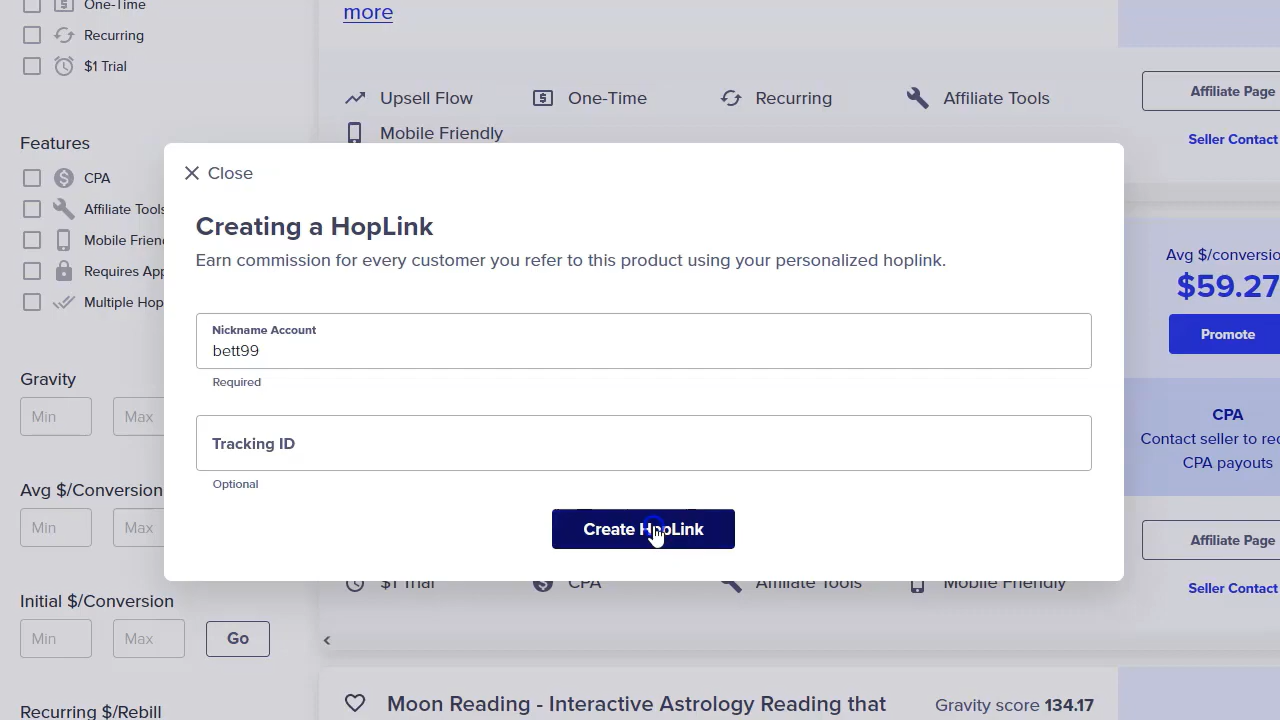 more
One-Time
Recurring
$1 Trial
Upsell Flow
One-Time
Recurring
Affiliate Tools
Affiliate Page
Mobile Friendly
Seller Contact
Features
CPA
Affiliate Tools
Mobile Frien
Requires App
Multiple Hop
Close
Creating a HopLink
Earn commission for every customer you refer to this product using your personalized hoplink.
Nickname Account
bett99
Required
Tracking ID
Optional
Create HopLink
Avg $/conversio
$59.27
Promote
CPA
Contact seller to rec
CPA payouts
Gravity
Min
Max
Avg $/Conversion
Min
Max
Affiliate Page
$1 Trial
CPA
Affiliate Tools
Mobile Friendly
Seller Contact
Initial $/Conversion
Min
Max
Go
<
Moon Reading - Interactive Astrology Reading that
Gravity score 134.17
Recurring $/Rebill